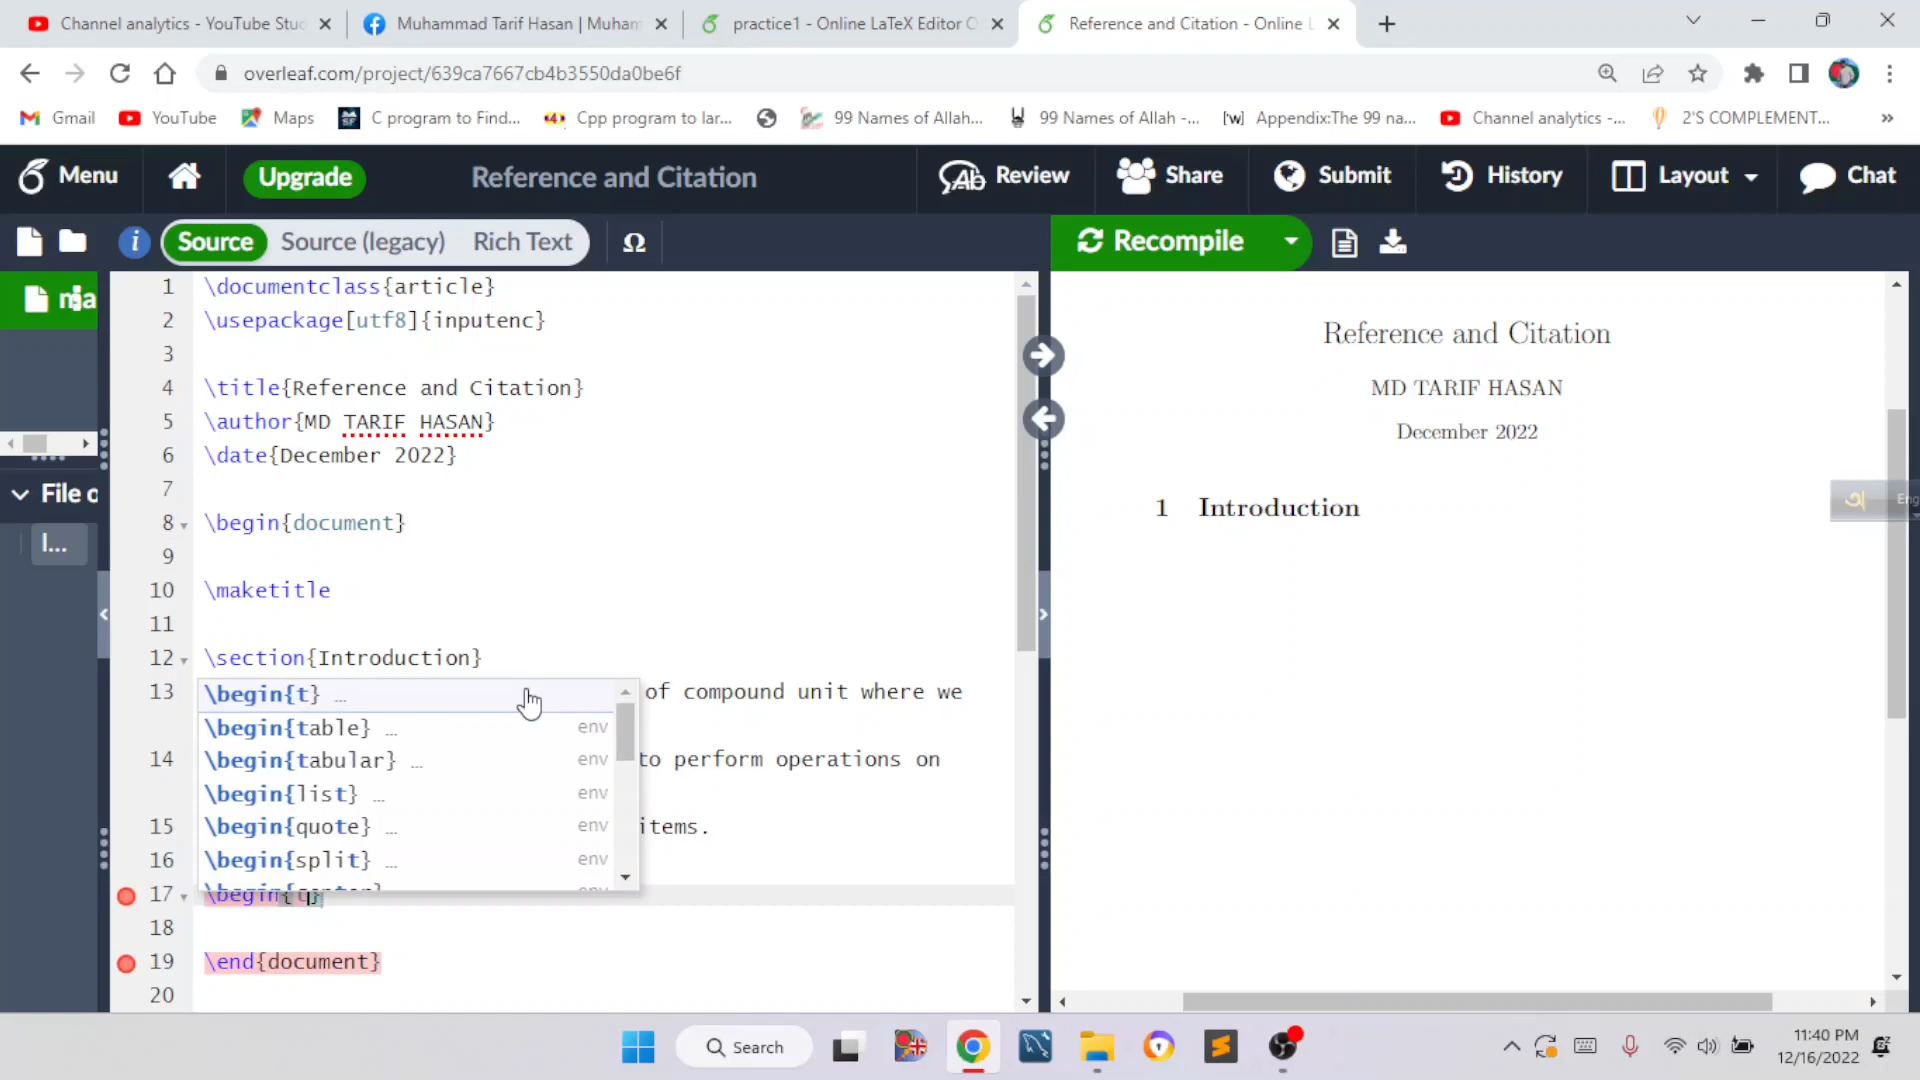 Channel analytics - YouTube Stud
Muhammad Tarif Hasan | Muham
practice1 - Online LaTeX Editor O
Reference and Citation - Online L
overleaf.com/project/639ca7667cb4b3550da0be6f
Gmail
YouTube
Maps
C program to Find...
Cpp program to lar...
99 Names of Allah...
99 Names of Allah -...
[w] Appendix:The 99 na...
Channel analytics -...
2'S COMPLEMENT...
»
Menu
Upgrade
Reference and Citation
Review
Share
Submit
History
Layout
Chat
Source
Source (legacy)
Rich Text
Ω
Recompile
File o
l...
1 \documentclass{article}
2 \usepackage[utf8]{inputenc}
3
4 \title{Reference and Citation}
5 \author{MD TARIF HASAN}
6 \date{December 2022}
7
8 \begin{document}
9
10 \maketitle
11
12 \section{Introduction}
13 of compound unit where we
14 to perform operations on
15 items.
16
17 \begin{t}
18
19 \end{document}
20
\begin{t} ...
\begin{table} ... env
\begin{tabular} ... env
\begin{list} ... env
\begin{quote} ... env
\begin{split} ... env
\begin{center} env
Reference and Citation
MD TARIF HASAN
December 2022
1 Introduction
অ Eng
Search
11:40 PM
12/16/2022